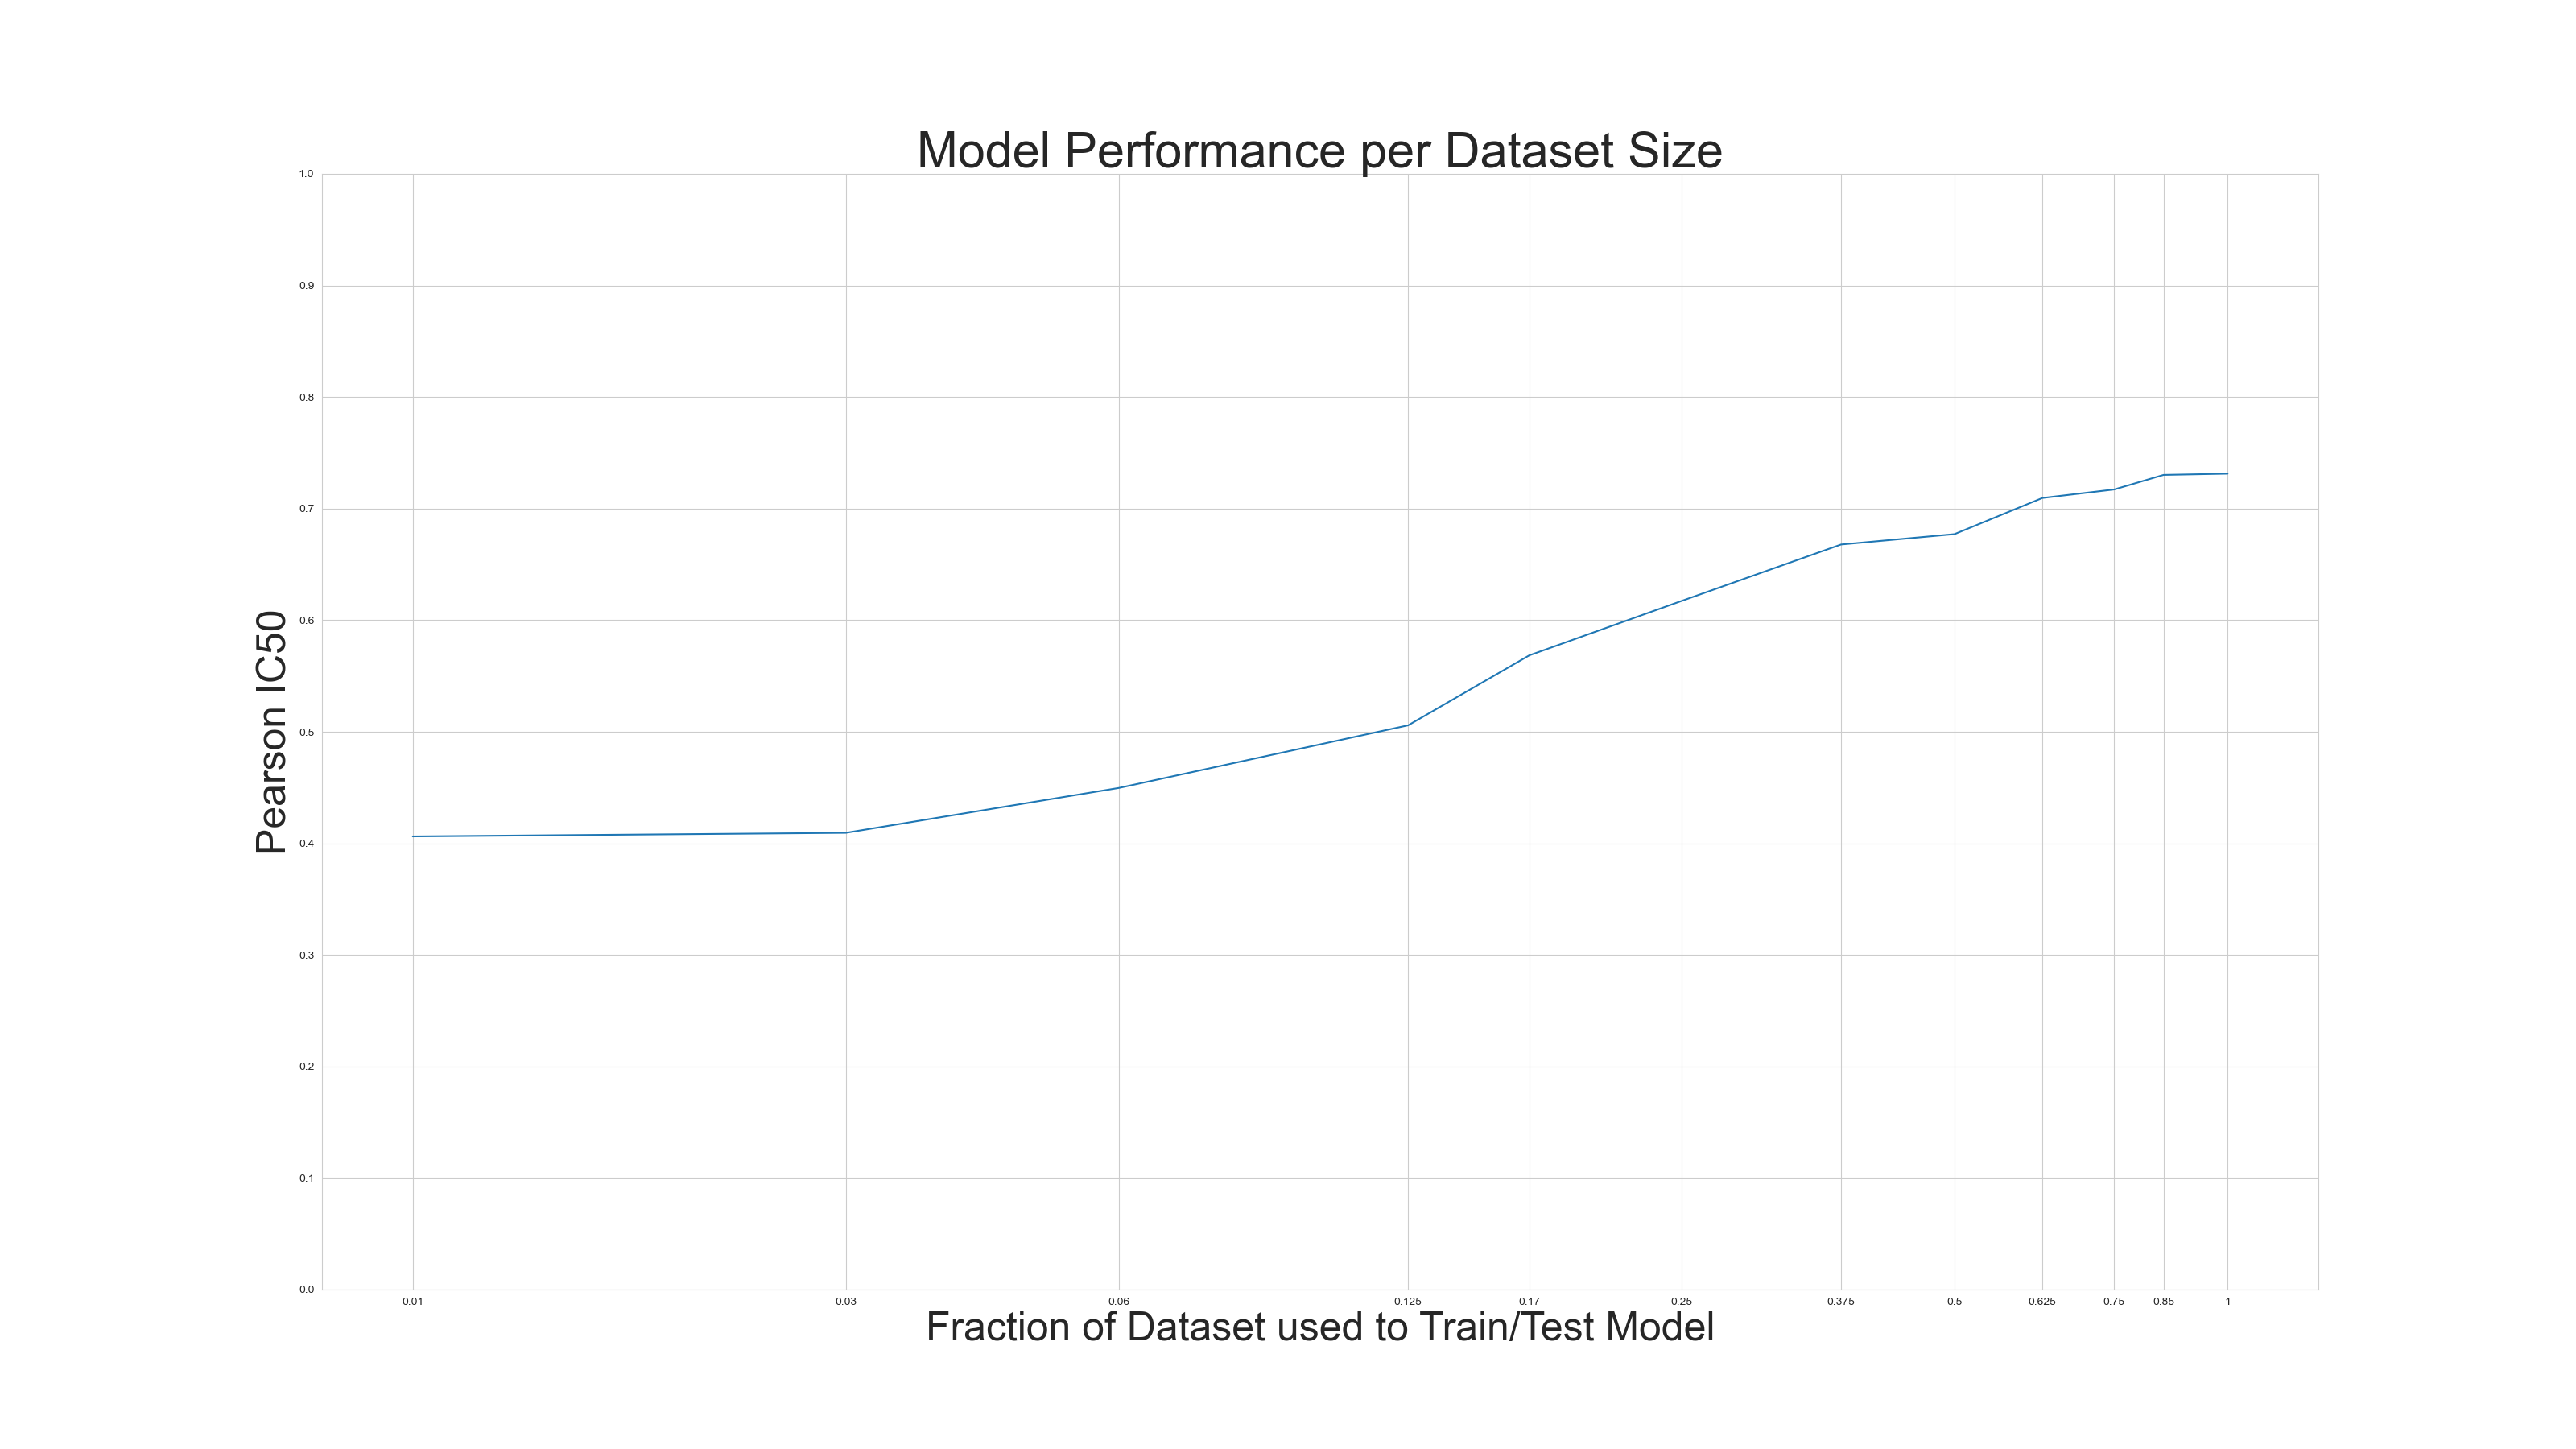 Model Performance per Dataset Size
1.0
0.9
0.8
0.7
0.6
0.5
0.4
0.3
0.2
0.1
0.0
Pearson IC50
0.01 0.03 0.06 0.125 0.17 0.25 0.375 0.5 0.625 0.75 0.85 1
Fraction of Dataset used to Train/Test Model